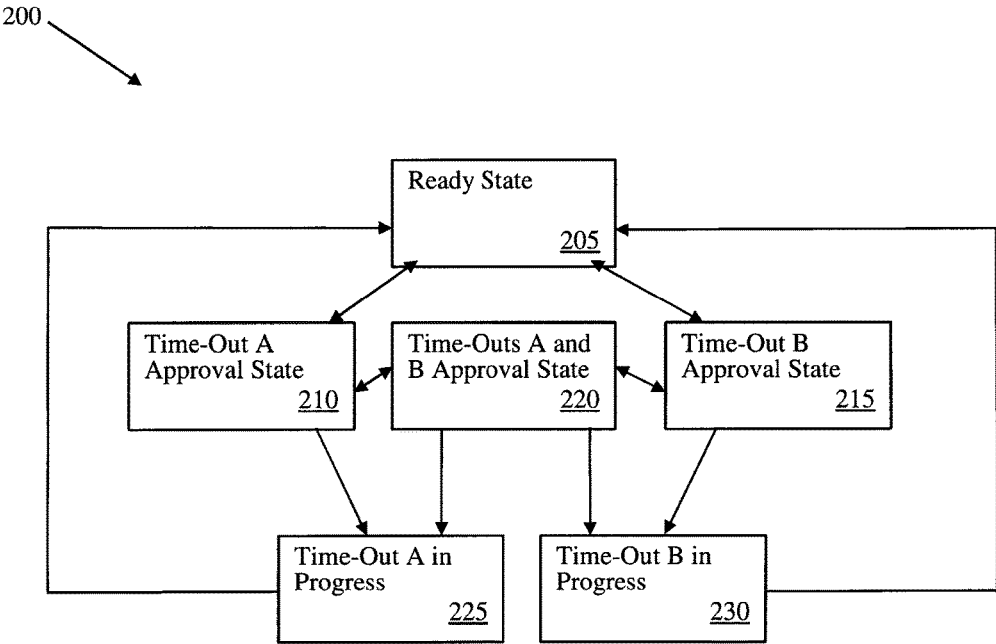 200
Ready State
205
Time-Out A
Approval State
210
Time-Outs A and
B Approval State
220
Time-Out B
Approval State
215
Time-Out A in
Progress
225
Time-Out B in
Progress
230